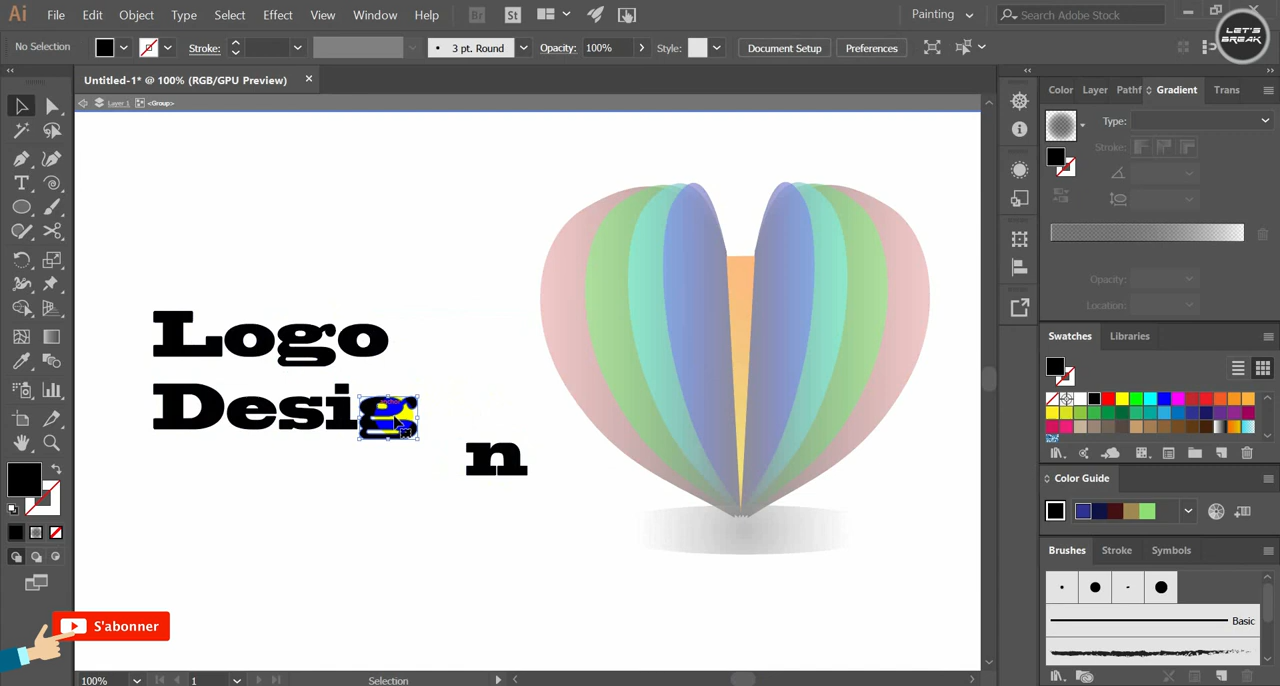 Ai File Edit Object Type Select Effect View Window Help Br St Painting Search Adobe Stock
LET'S BREAK
No Selection Stroke: 3 pt. Round Opacity: 100% Style: Document Setup Preferences
Untitled-1* @ 100% (RGB/GPU Preview) ×
Layer 1 <Group>
Color Layer Pathf Gradient Trans
Type:
Stroke:
Opacity:
Location:
Swatches Libraries
Color Guide
Brushes Stroke Symbols
Basic
Logo
Desig
n
S'abonner
100% 1 Selection